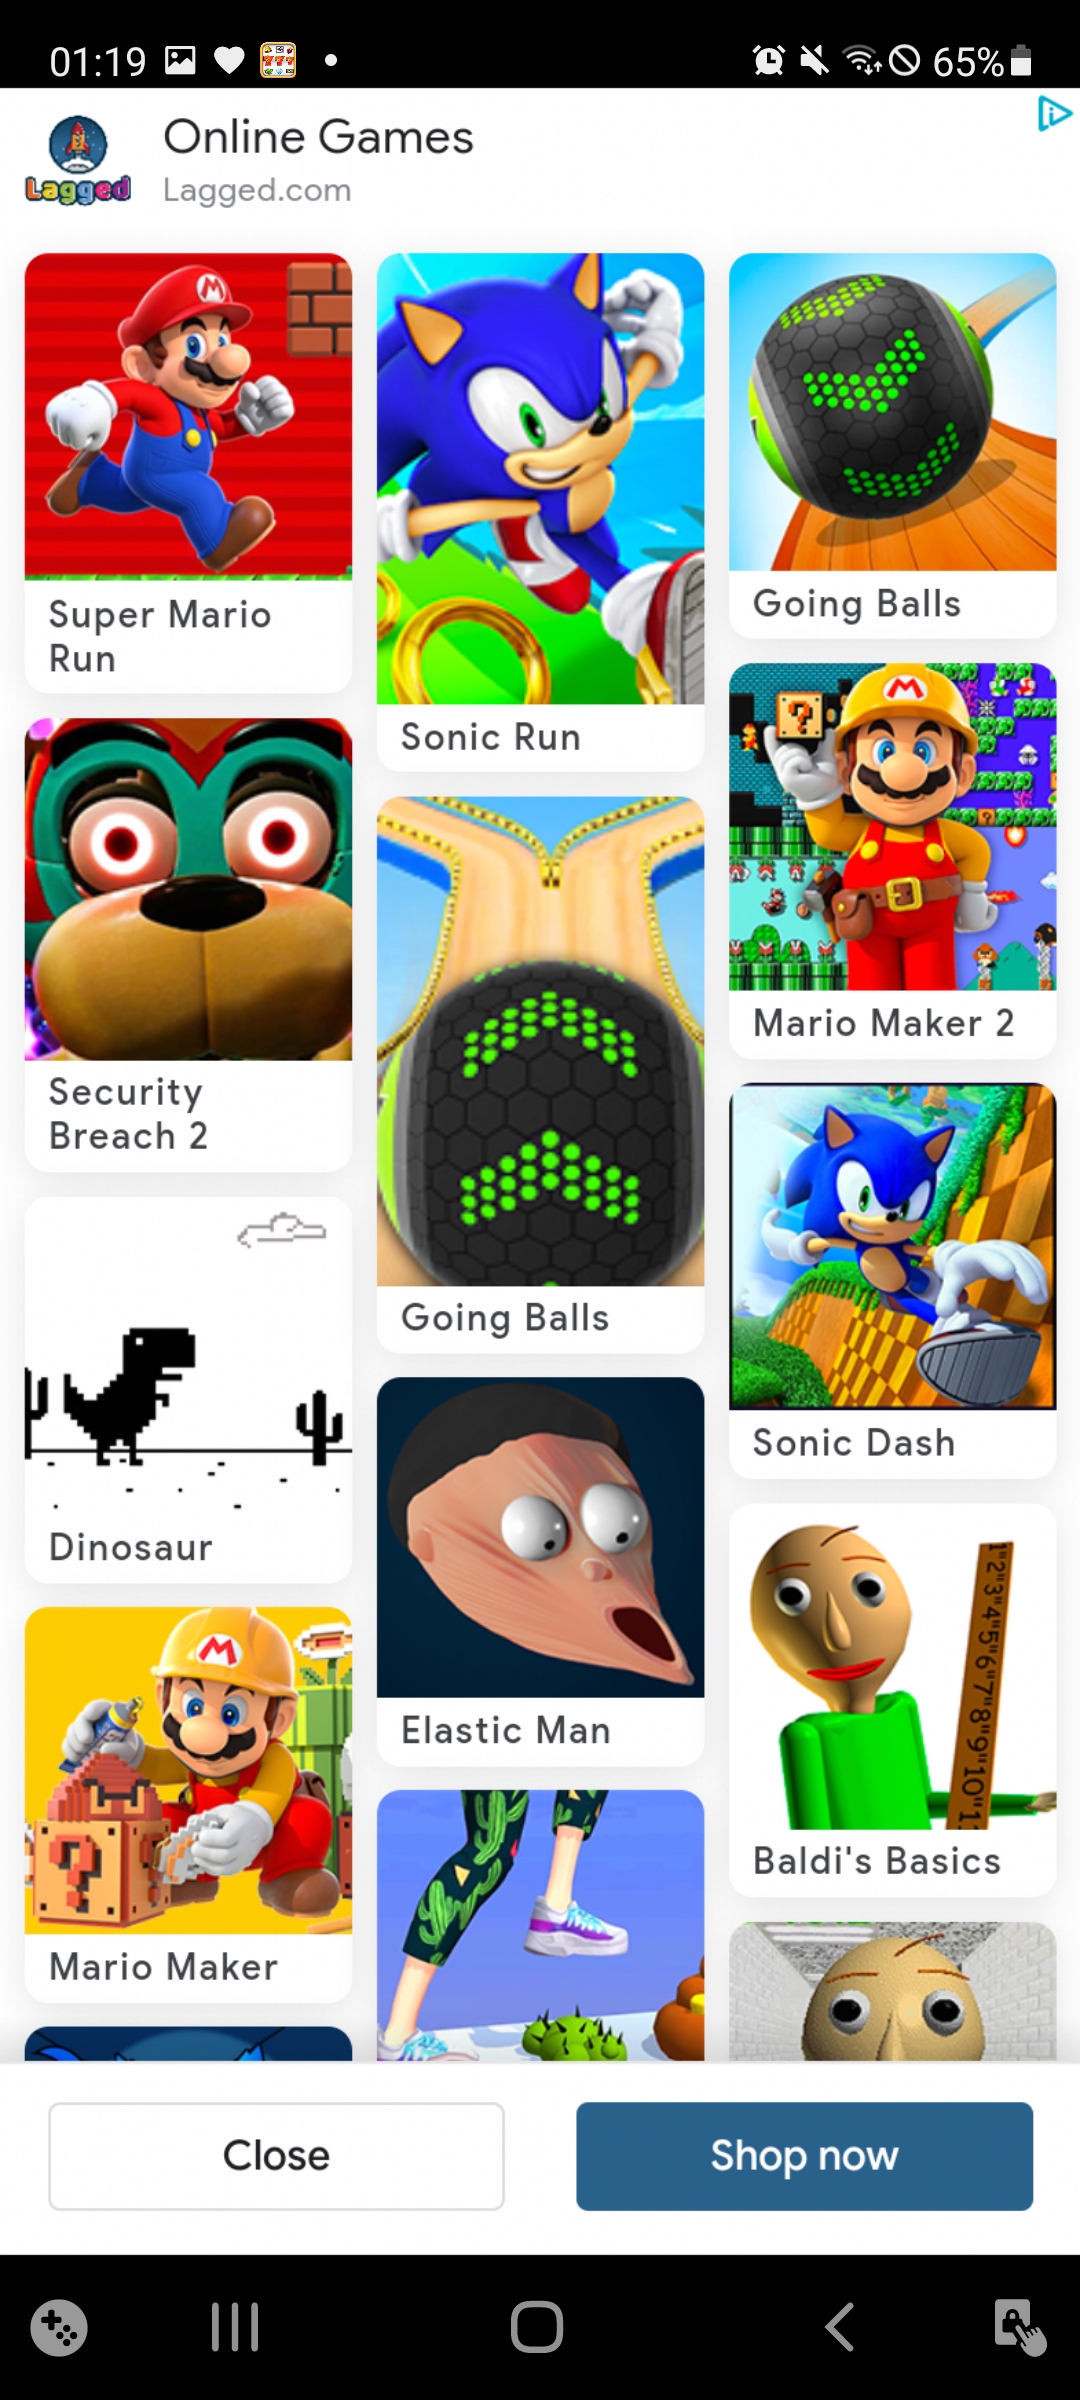 01:19
777
65%
Lagged
Online Games
Lagged.com
M
Super Mario
Run
Sonic Run
Going Balls
Security
Breach 2
M
?
Mario Maker 2
Going Balls
Sonic Dash
Dinosaur
Elastic Man
1"2"3"4"5"6"7"8"9"10"1
Baldi's Basics
M
?
Mario Maker
Close
Shop now